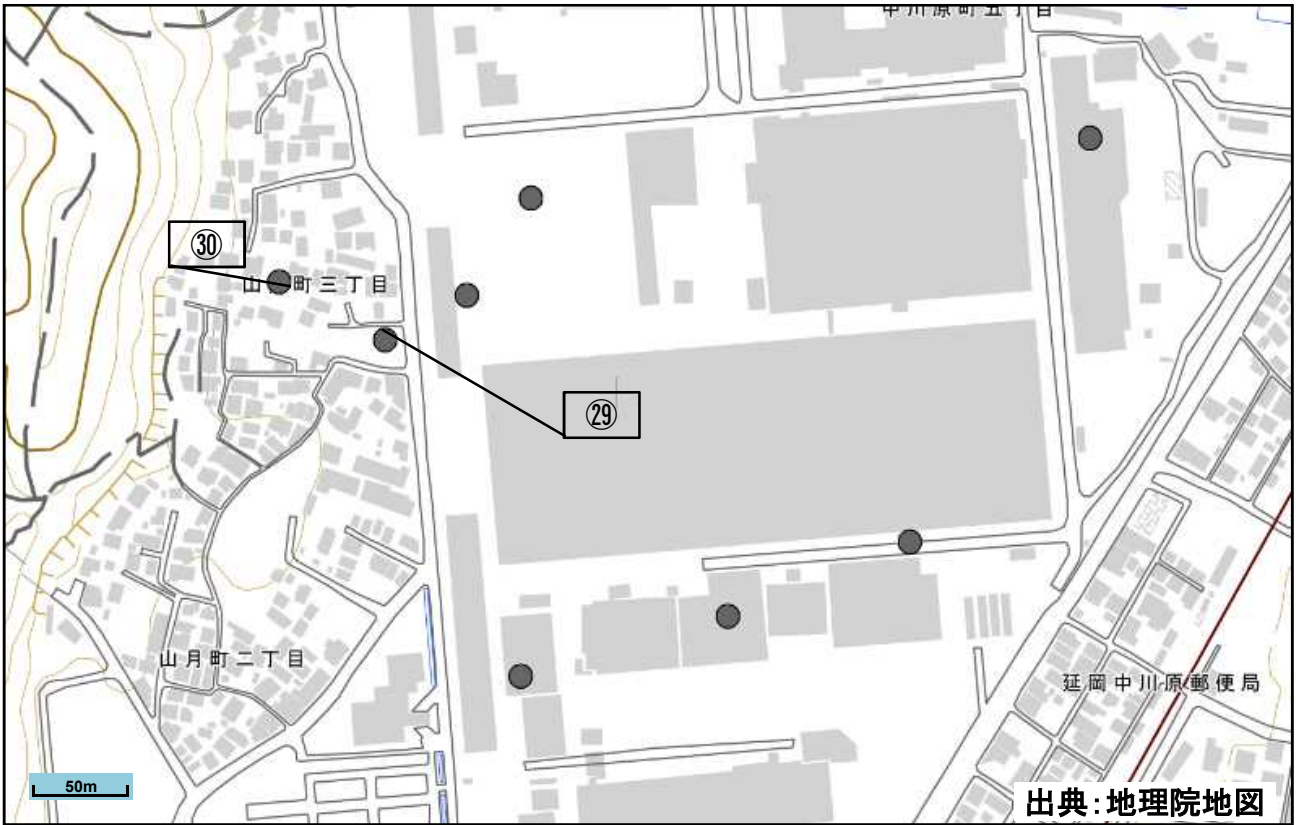 中川原町五丁目
㉚
山月町三丁目
㉙
山月町二丁目
延岡中川原郵便局
50m
出典:地理院地図